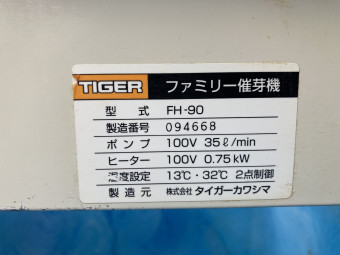 TIGER ファミリー催芽機
型式 FH-90
製造番号 094668
ポンプ 100V 35ℓ/min
ヒーター 100V 0.75kW
温度設定 13℃・32℃ 2点制御
製造元 株式会社 タイガーカワシマ